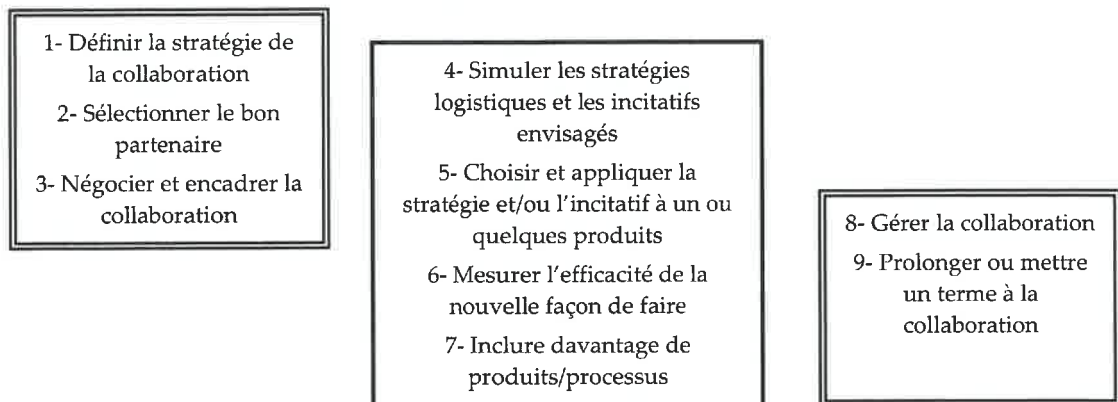 1- Définir la stratégie de
la collaboration
2- Sélectionner le bon
partenaire
3- Négocier et encadrer la
collaboration
4- Simuler les stratégies
logistiques et les incitatifs
envisagés
5- Choisir et appliquer la
stratégie et/ou l'incitatif à un ou
quelques produits
6- Mesurer l'efficacité de la
nouvelle façon de faire
7- Inclure davantage de
produits/processus
8- Gérer la collaboration
9- Prolonger ou mettre
un terme à la
collaboration